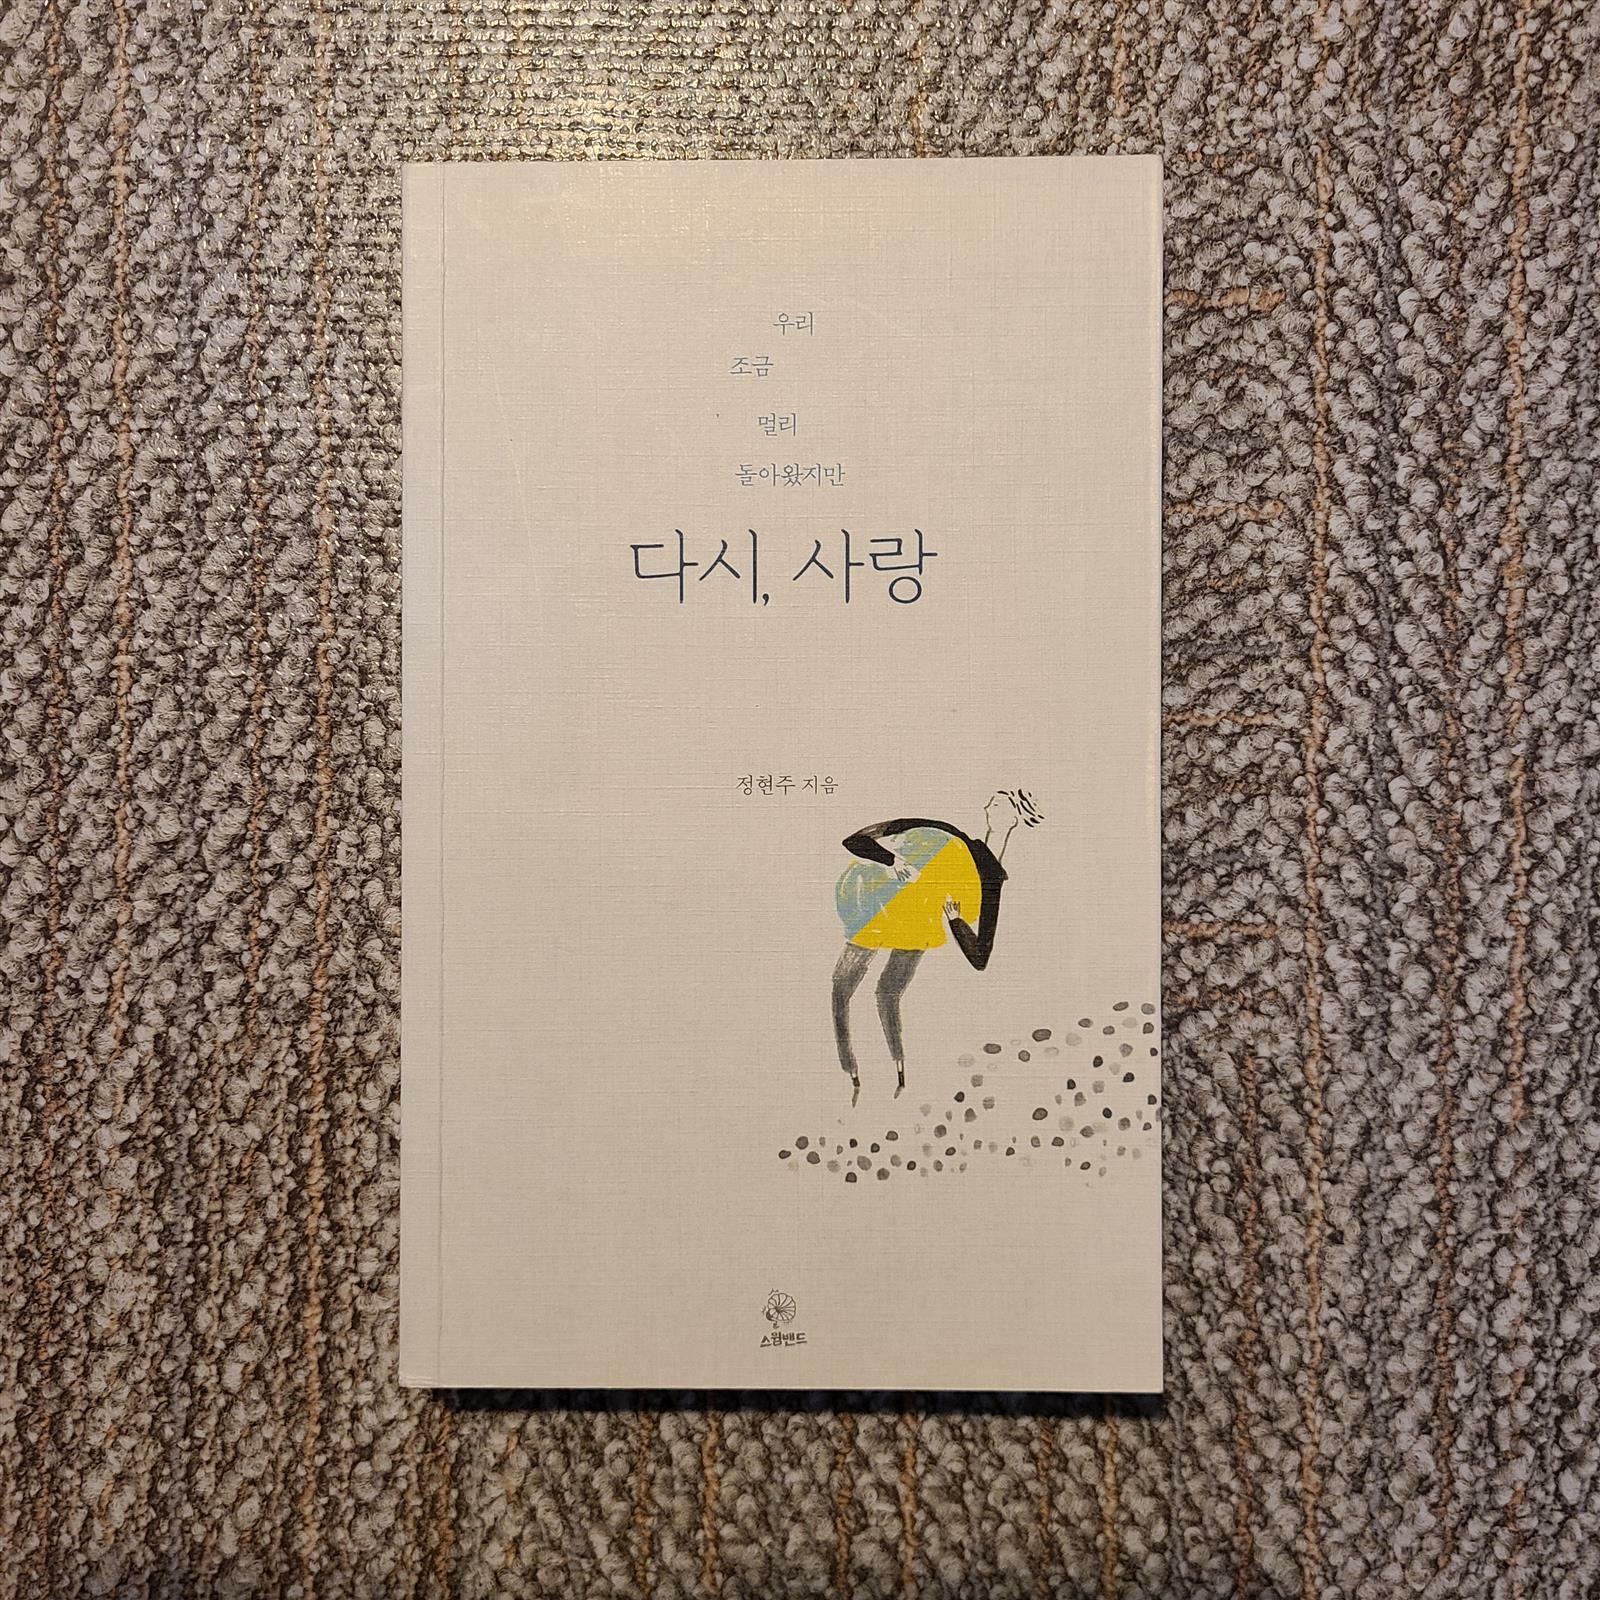 우리
조금
멀리
돌아왔지만
다시, 사랑
정현주 지음
스윙밴드